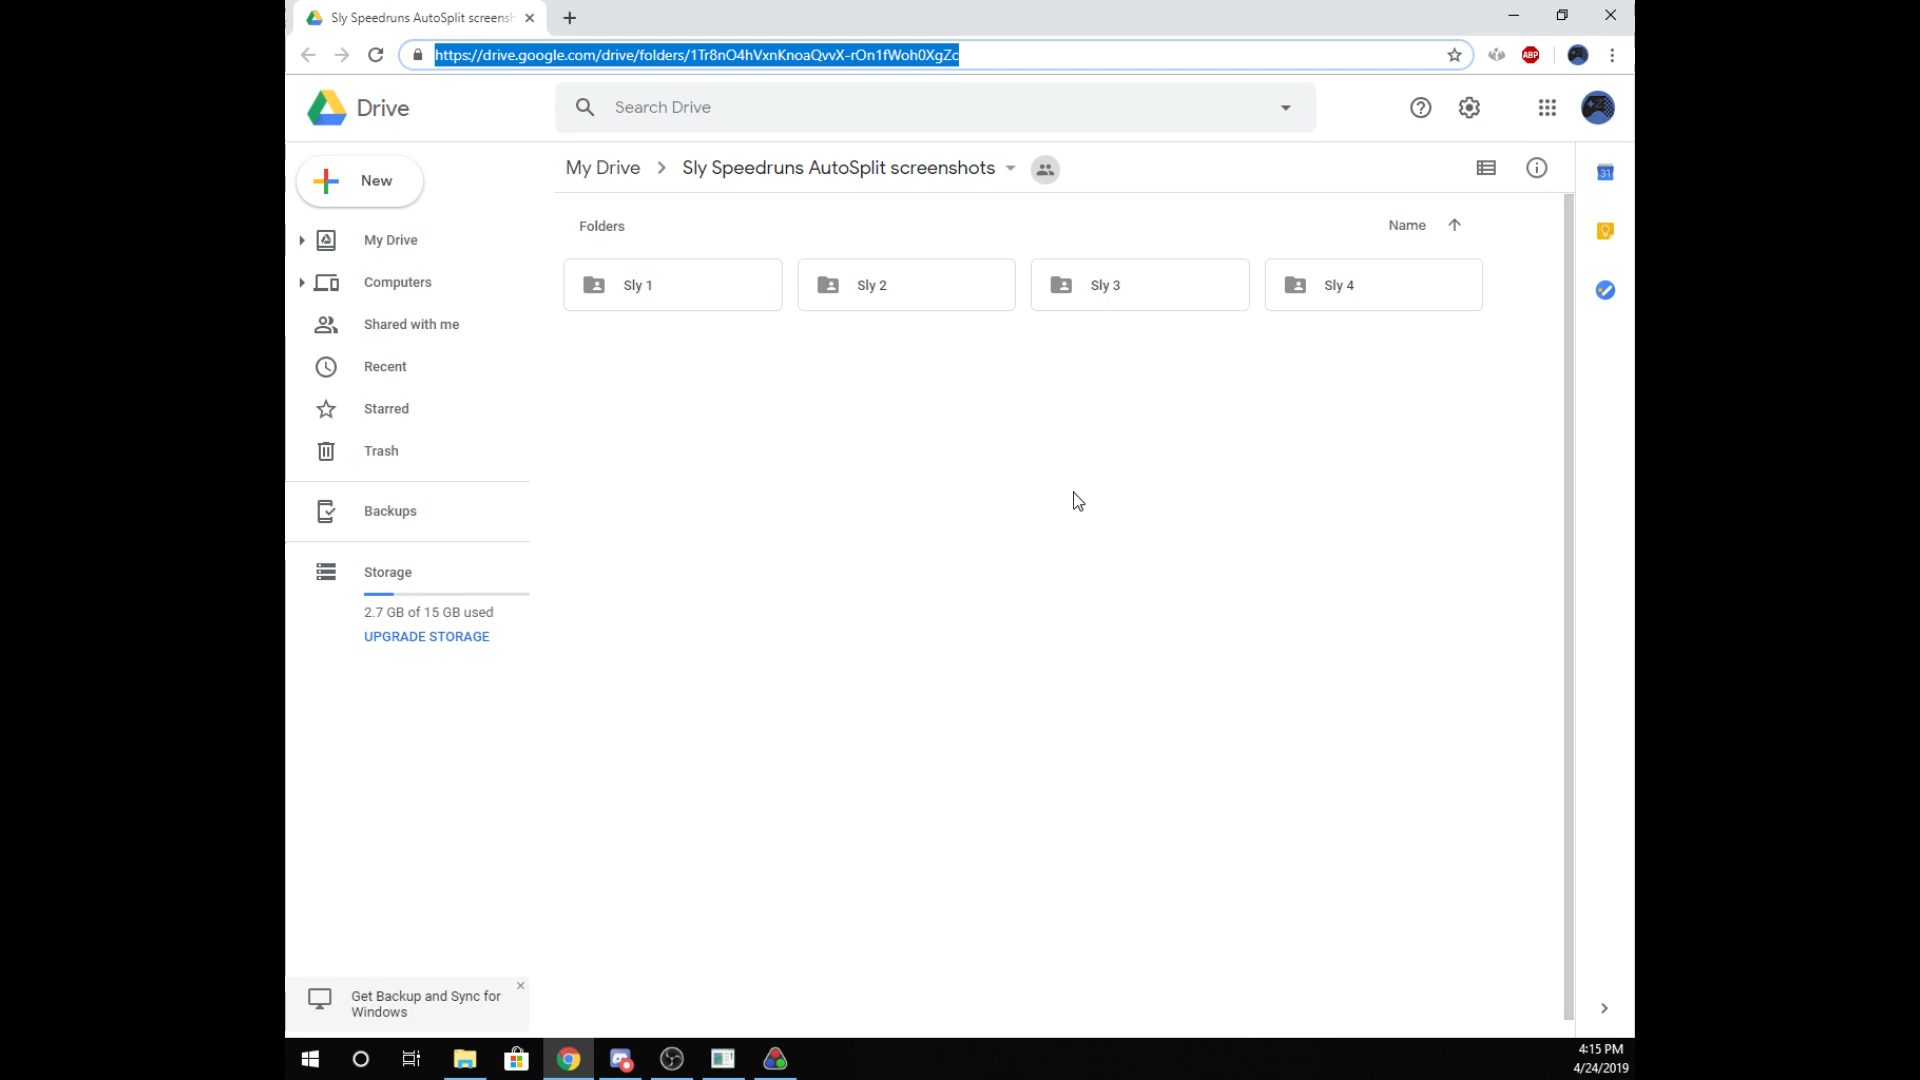 Sly Speedruns AutoSplit screensh
https://drive.google.com/drive/folders/1Tr8nO4hVxnKnoaQvvX-rOn1fWoh0XgZc
ABP
Drive
Search Drive
New
My Drive
Sly Speedruns AutoSplit screenshots
31
Folders
Name
My Drive
Sly 1
Sly 2
Sly 3
Sly 4
Computers
Shared with me
Recent
Starred
Trash
Backups
Storage
2.7 GB of 15 GB used
UPGRADE STORAGE
Get Backup and Sync for
Windows
4:15 PM
4/24/2019